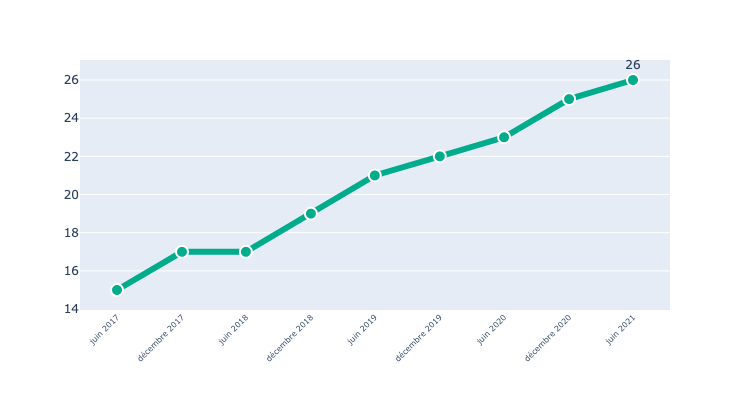 26
26
24
22
20
18
16
14
juin 2017
décembre 2017
juin 2018
décembre 2018
juin 2019
décembre 2019
juin 2020
décembre 2020
juin 2021